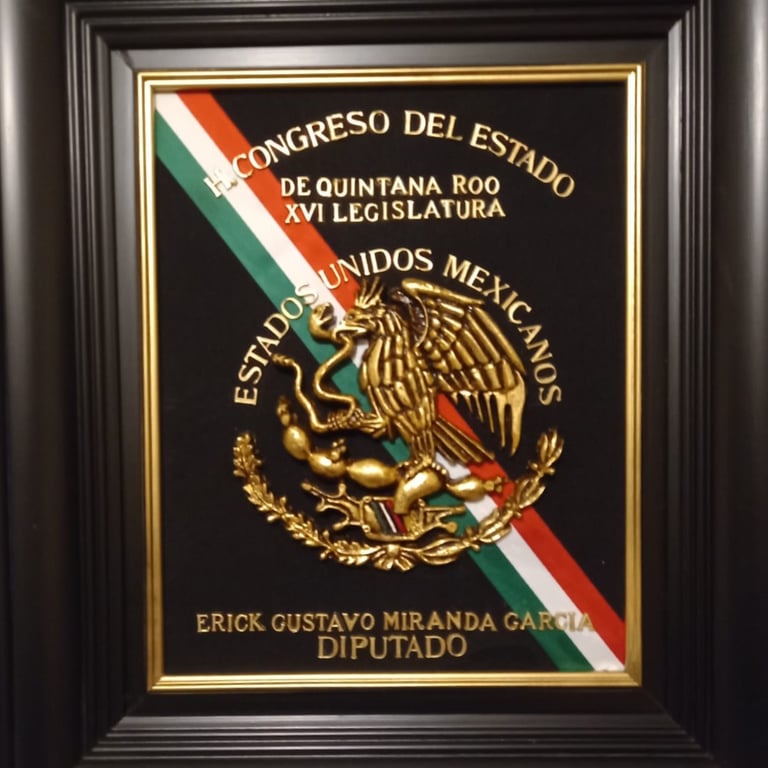 H. CONGRESO DEL ESTADO
DE QUINTANA ROO
XVI LEGISLATURA
ESTADOS UNIDOS MEXICANOS
ERICK GUSTAVO MIRANDA GARCIA
DIPUTADO